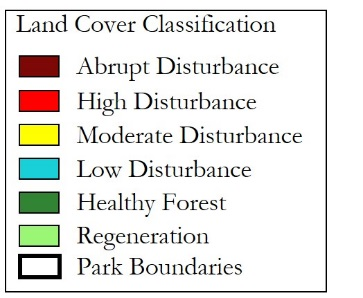 Land Cover Classification
Abrupt Disturbance
High Disturbance
Moderate Disturbance
Low Disturbance
Healthy Forest
Regeneration
Park Boundaries